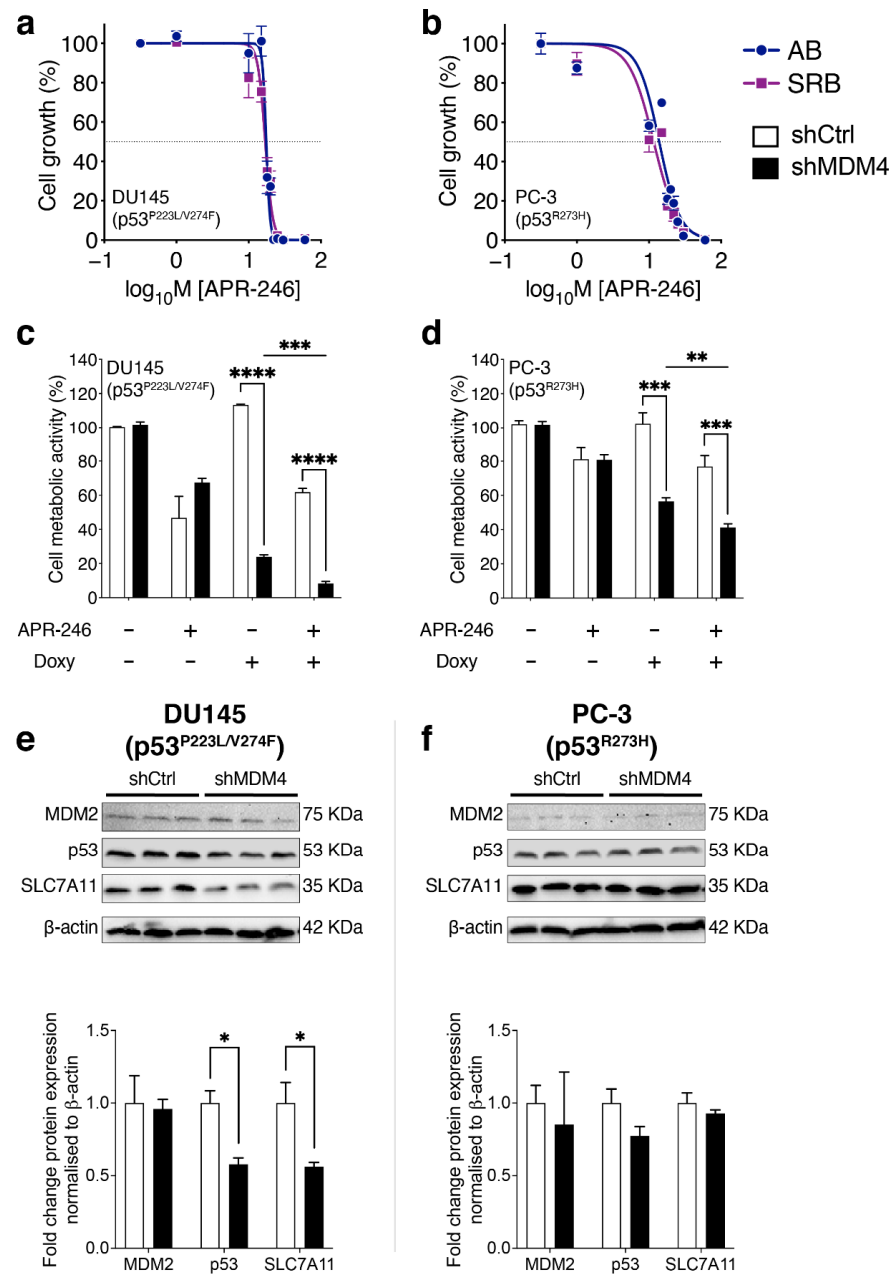 a
Cell growth (%)
100
80
60
40
20
0
DU145
(p53P223L/V274F)
−1 0 1 2
log10M [APR-246]
b
Cell growth (%)
100
80
60
40
20
0
PC-3
(p53R273H)
−1 0 1 2
log10M [APR-246]
AB
SRB
shCtrl
shMDM4
c
Cell metabolic activity (%)
140
120
100
80
60
40
20
0
DU145
(p53P223L/V274F)
***
****
****
APR-246 − + − +
Doxy − − + +
d
Cell metabolic activity (%)
140
120
100
80
60
40
20
0
PC-3
(p53R273H)
**
***
***
APR-246 − + − +
Doxy − − + +
e
DU145
(p53P223L/V274F)
shCtrl shMDM4
MDM2 75 KDa
p53 53 KDa
SLC7A11 35 KDa
β-actin 42 KDa
Fold change protein expression
normalised to β-actin
1.5
1.0
0.5
0.0
* *
MDM2 p53 SLC7A11
f
PC-3
(p53R273H)
shCtrl shMDM4
MDM2 75 KDa
p53 53 KDa
SLC7A11 35 KDa
β-actin 42 KDa
Fold change protein expression
normalised to β-actin
1.5
1.0
0.5
0.0
MDM2 p53 SLC7A11